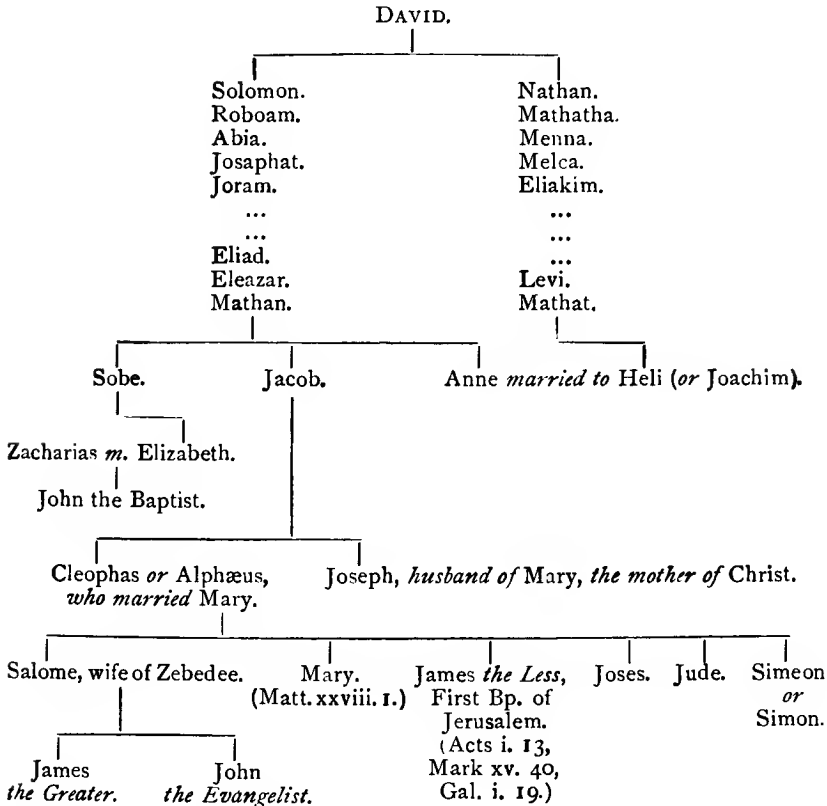 DAVID.
Solomon. Nathan.
Roboam. Mathatha.
Abia. Menna.
Josaphat. Melca.
Joram. Eliakim.
... ...
... ...
Eliad. ...
Eleazar. Levi.
Mathan. Mathat.
Sobe. Jacob. Anne married to Heli (or Joachim).
Zacharias m. Elizabeth.
John the Baptist.
Cleophas or Alphæus, Joseph, husband of Mary, the mother of Christ.
who married Mary.
Salome, wife of Zebedee. Mary. James the Less, Joses. Jude. Simeon
(Matt. xxviii. 1.) First Bp. of or
Jerusalem. Simon.
(Acts i. 13,
James John Mark xv. 40,
the Greater. the Evangelist. Gal. i. 19.)